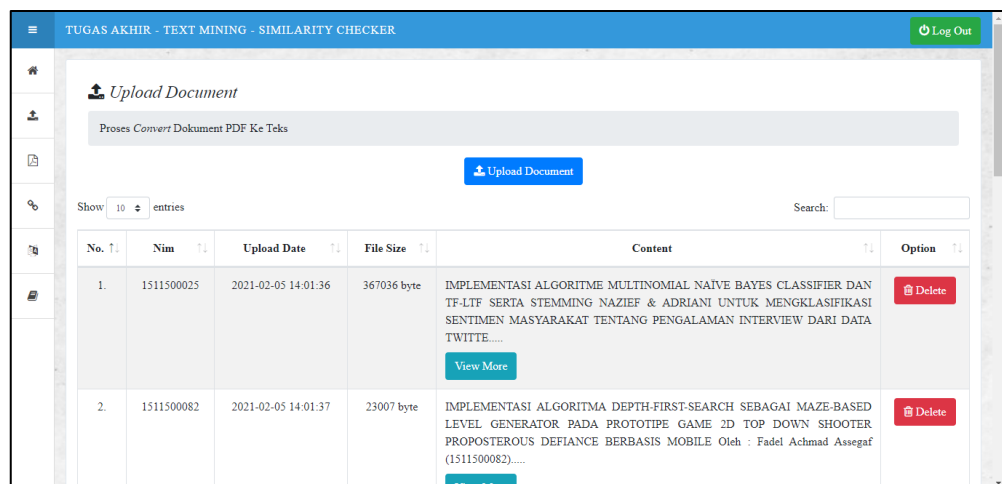 TUGAS AKHIR - TEXT MINING - SIMILARITY CHECKER
Log Out
Upload Document
Proses Convert Dokument PDF Ke Teks
Upload Document
Show 10 entries
Search:
No. Nim Upload Date File Size Content Option
1. 1511500025 2021-02-05 14:01:36 367036 byte IMPLEMENTASI ALGORITME MULTINOMIAL NAÏVE BAYES CLASSIFIER DAN Delete
TF-LTF SERTA STEMMING NAZIEF & ADRIANI UNTUK MENGKLASIFIKASI
SENTIMEN MASYARAKAT TENTANG PENGALAMAN INTERVIEW DARI DATA
TWITTE.....
View More
2. 1511500082 2021-02-05 14:01:37 23007 byte IMPLEMENTASI ALGORITMA DEPTH-FIRST-SEARCH SEBAGAI MAZE-BASED Delete
LEVEL GENERATOR PADA PROTOTIPE GAME 2D TOP DOWN SHOOTER
PROPOSTEROUS DEFIANCE BERBASIS MOBILE Oleh : Fadel Achmad Assegaf
(1511500082).....